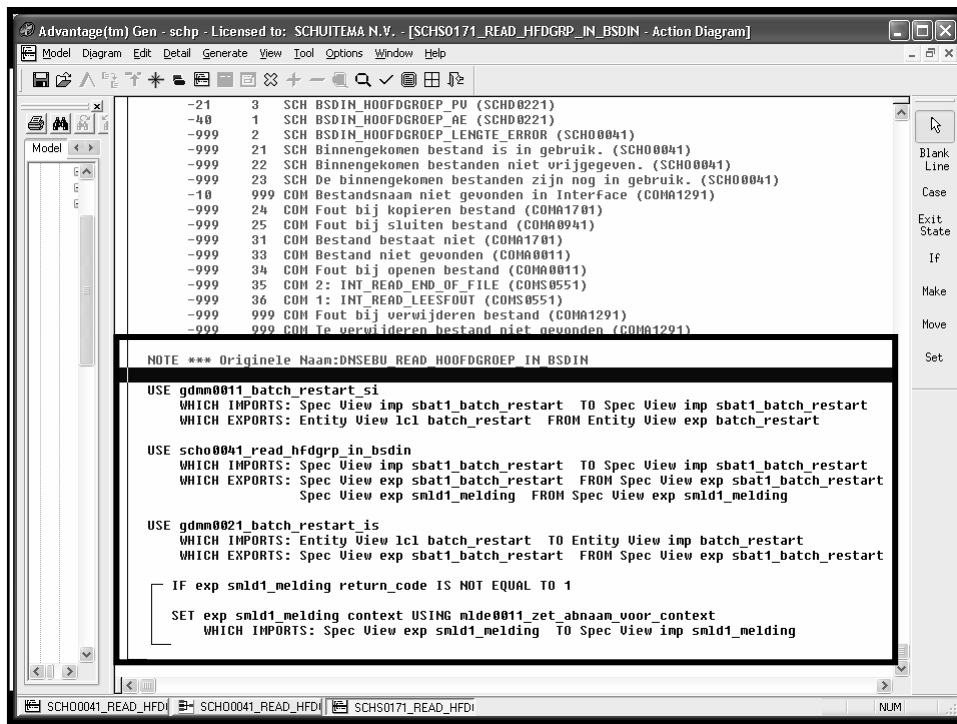 Advantage(tm) Gen - schp - Licensed to: SCHUITEMA N.V. - [SCHS0171_READ_HFDGRP_IN_BSDIN - Action Diagram]
Model Diagram Edit Detail Generate View Tool Options Window Help
Model
-21 3 SCH BSDIN_HOOFDGROEP_PV (SCHD0221)
-40 1 SCH BSDIN_HOOFDGROEP_AE (SCHD0221)
-999 2 SCH BSDIN_HOOFDGROEP_LENGTE_ERROR (SCHO0041)
-999 21 SCH Binnengekomen bestand is in gebruik. (SCHO0041)
-999 22 SCH Binnengekomen bestanden niet vrijgegeven. (SCHO0041)
-999 23 SCH De binnengekomen bestanden zijn nog in gebruik. (SCHO0041)
-10 999 COM Bestandsnaam niet gevonden in Interface (COMA1291)
-999 24 COM Fout bij kopieren bestand (COMA1701)
-999 25 COM Fout bij sluiten bestand (COMA0941)
-999 31 COM Bestand bestaat niet (COMA1701)
-999 33 COM Bestand niet gevonden (COMA0011)
-999 34 COM Fout bij openen bestand (COMA0011)
-999 35 COM 2: INT_READ_END_OF_FILE (COMS0551)
-999 36 COM 1: INT_READ_LEESFOUT (COMS0551)
-999 999 COM Fout bij verwijderen bestand (COMA1291)
-999 999 COM Te verwijderen bestand niet gevonden (COMA1291)
NOTE *** Originele Naam:DNSEBU_READ_HOOFDGROEP_IN_BSDIN
USE gdmm0011_batch_restart_si
WHICH IMPORTS: Spec View imp sbat1_batch_restart TO Spec View imp sbat1_batch_restart
WHICH EXPORTS: Entity View lcl batch_restart FROM Entity View exp batch_restart
USE scho0041_read_hfdgrp_in_bsdin
WHICH IMPORTS: Spec View imp sbat1_batch_restart TO Spec View imp sbat1_batch_restart
WHICH EXPORTS: Spec View exp sbat1_batch_restart FROM Spec View exp sbat1_batch_restart
Spec View exp smld1_melding FROM Spec View exp smld1_melding
USE gdmm0021_batch_restart_is
WHICH IMPORTS: Entity View lcl batch_restart TO Entity View imp batch_restart
WHICH EXPORTS: Spec View exp sbat1_batch_restart FROM Spec View exp sbat1_batch_restart
IF exp smld1_melding return_code IS NOT EQUAL TO 1
SET exp smld1_melding context USING mlde0011_zet_abnaam_voor_context
WHICH IMPORTS: Spec View exp smld1_melding TO Spec View imp smld1_melding
Blank
Line
Case
Exit
State
If
Make
Move
Set
SCHO0041_READ_HFD SCHO0041_READ_HFD SCHS0171_READ_HFD
NUM